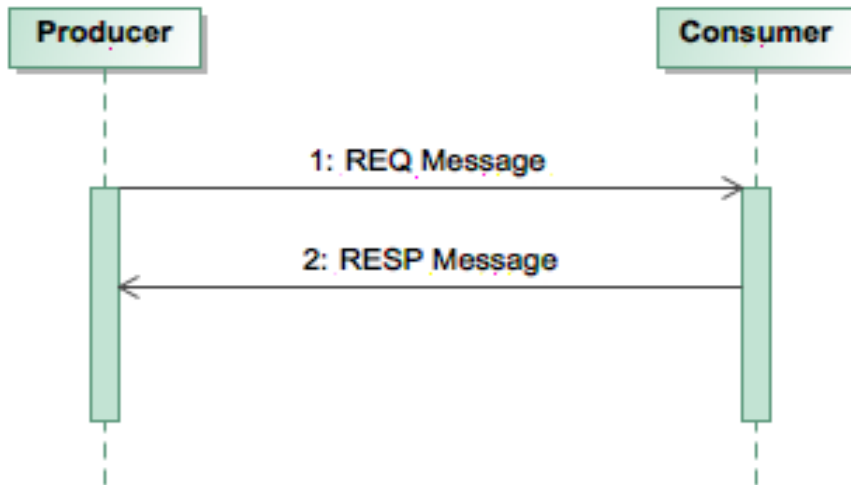 Producer
Consumer
1: REQ Message
2: RESP Message